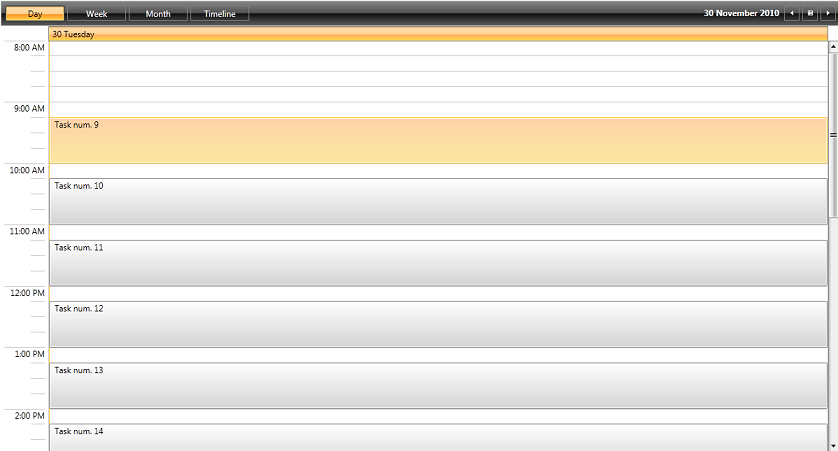 Day Week Month Timeline 30 November 2010
30 Tuesday
8:00 AM
9:00 AM
Task num. 9
10:00 AM
Task num. 10
11:00 AM
Task num. 11
12:00 PM
Task num. 12
1:00 PM
Task num. 13
2:00 PM
Task num. 14